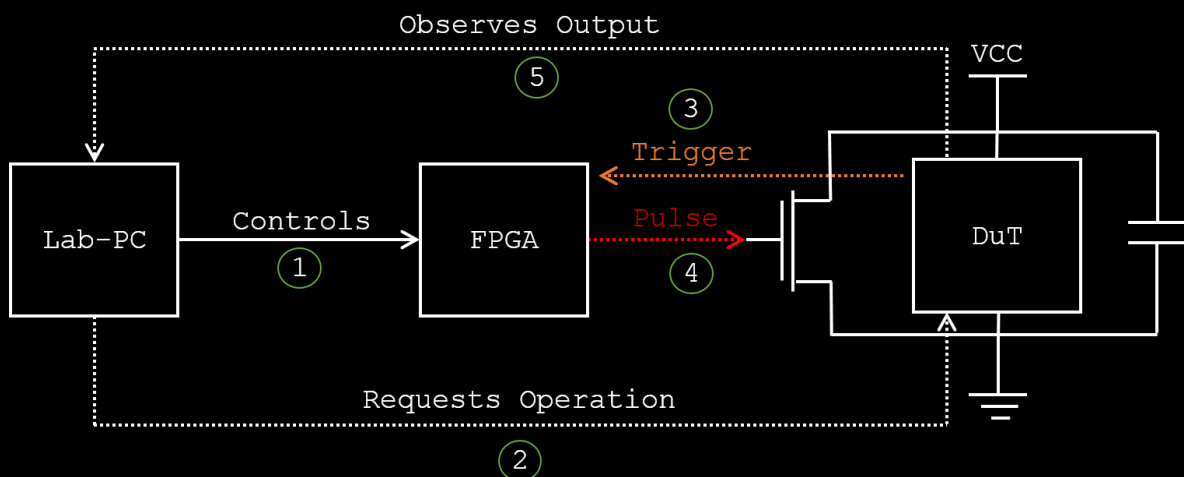 Observes Output
5
VCC
3
Trigger
Lab-PC
Controls
1
FPGA
Pulse
4
DuT
Requests Operation
2